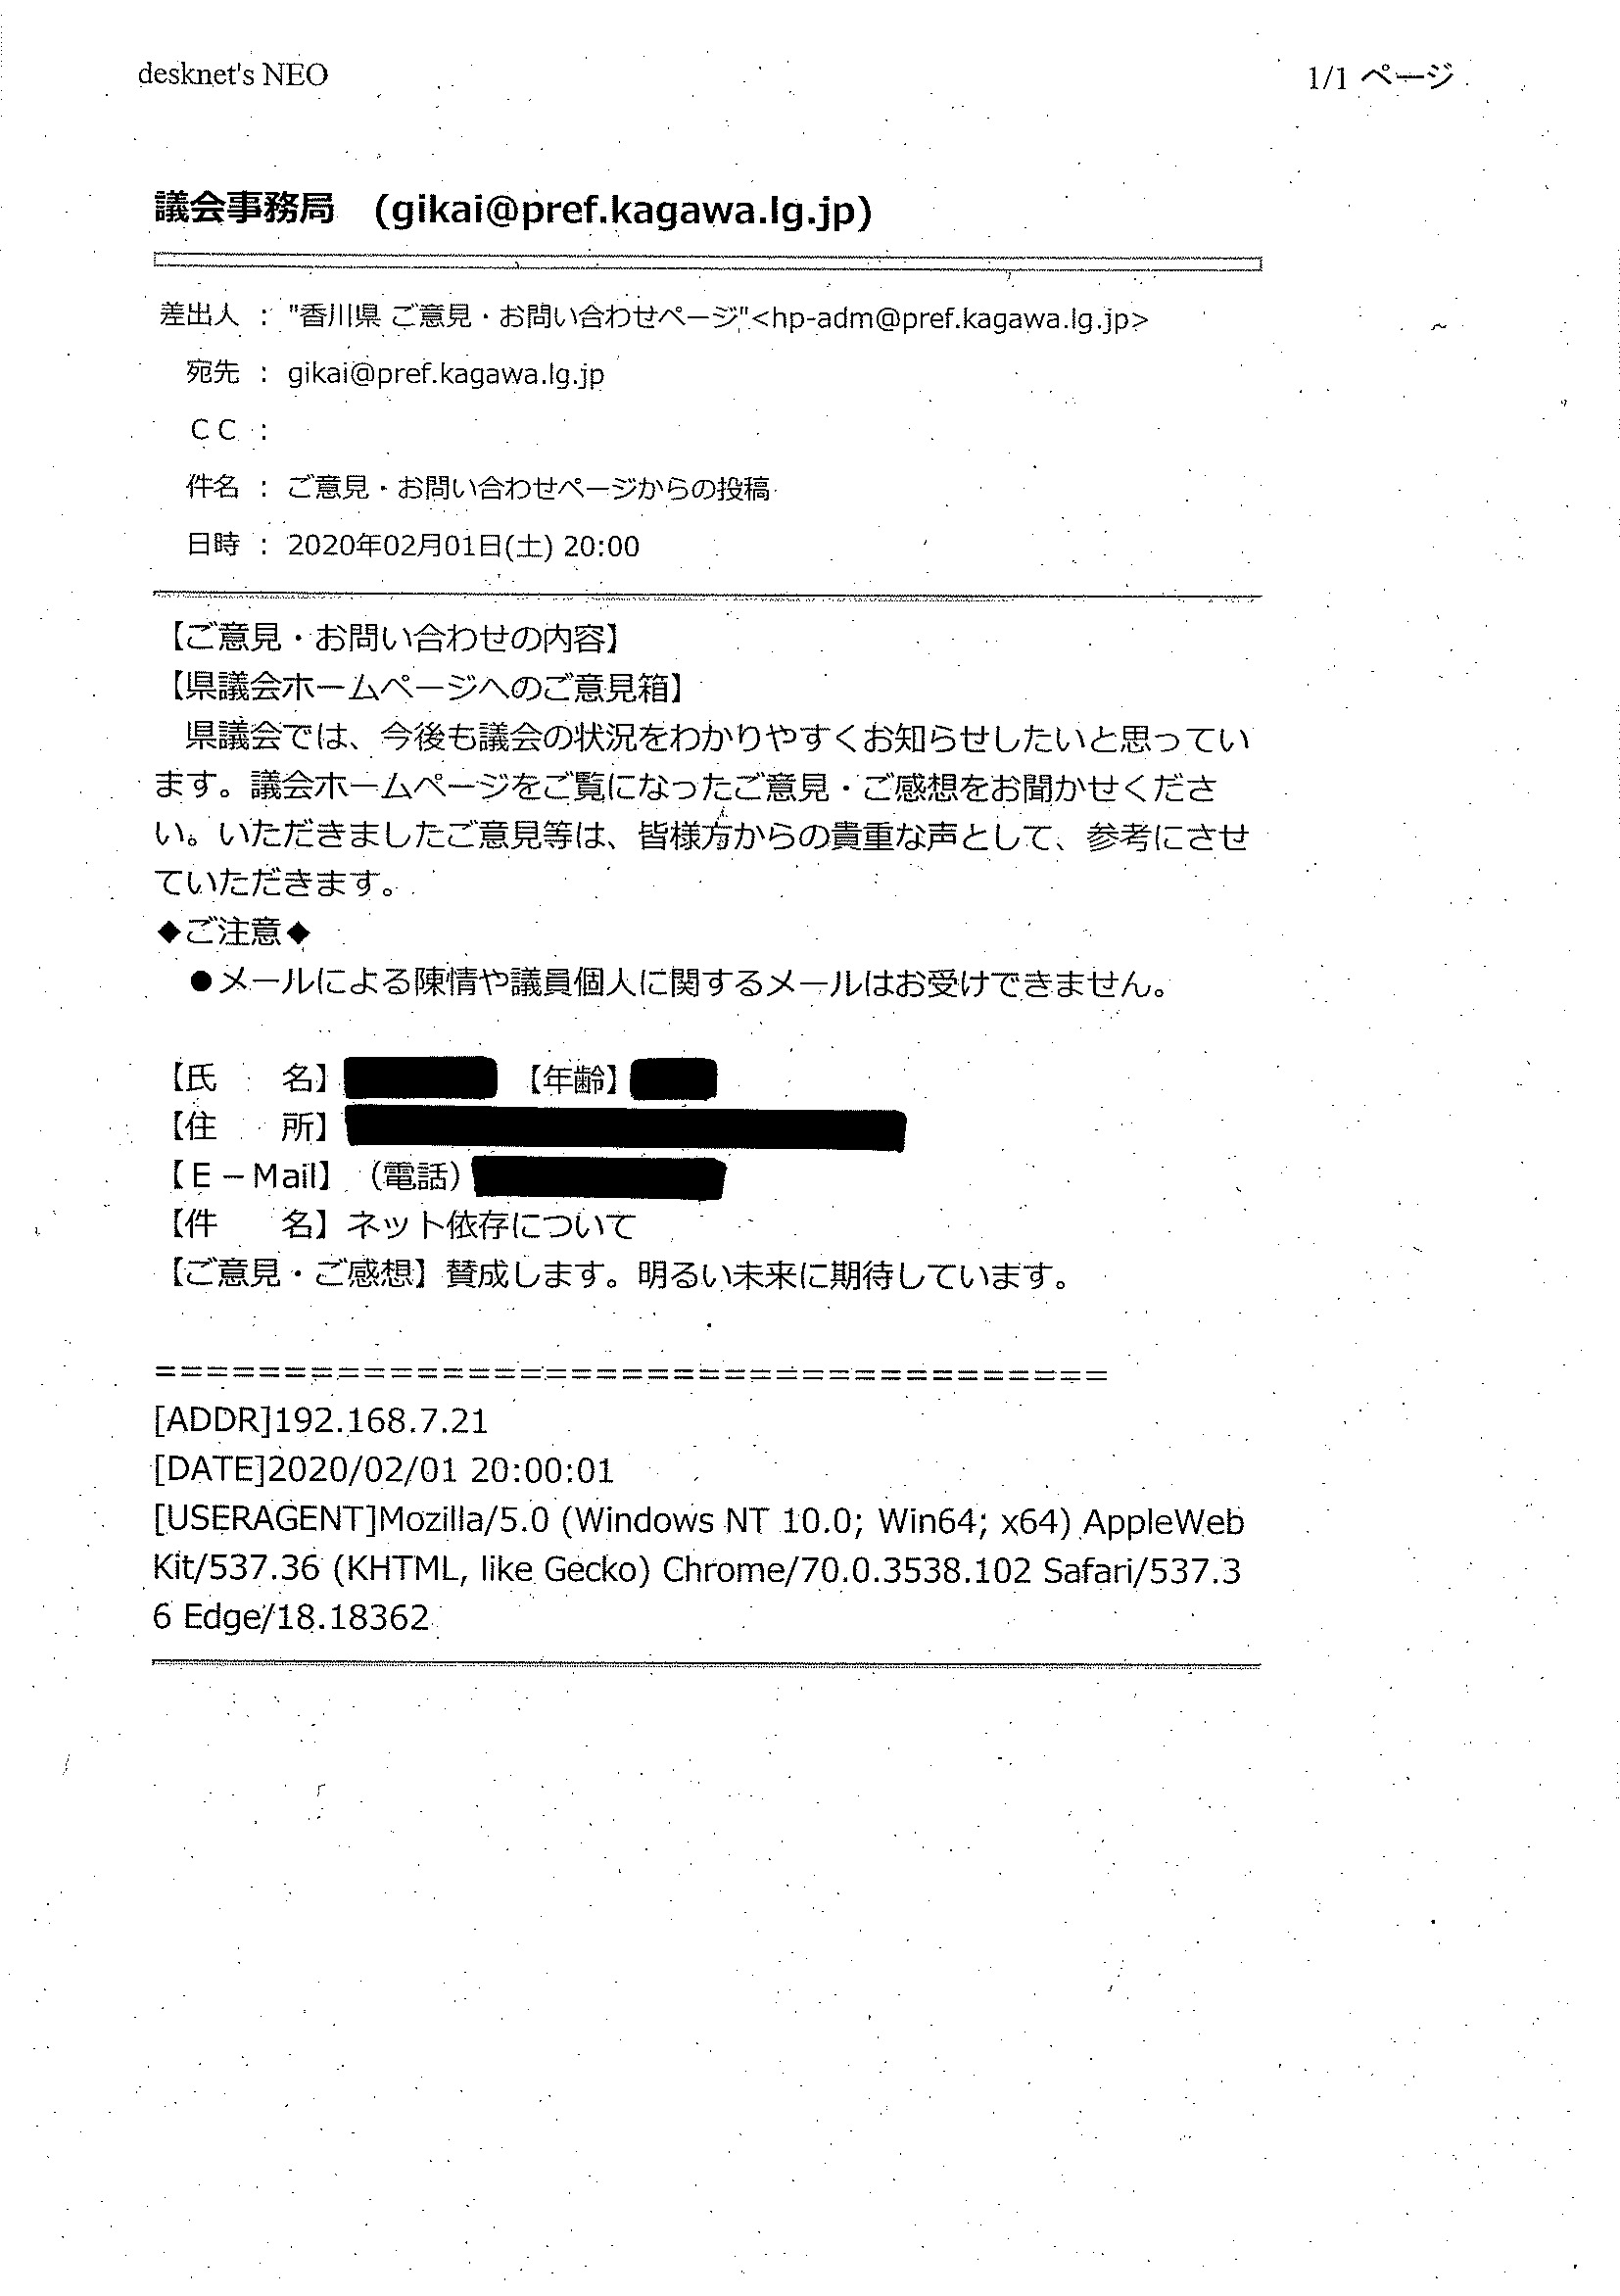 desknet's NEO
1/1 ページ
議会事務局　(gikai@pref.kagawa.lg.jp)
差出人 : "香川県 ご意見・お問い合わせページ"<hp-adm@pref.kagawa.lg.jp>
宛先 : gikai@pref.kagawa.lg.jp
ＣＣ :
件名 : ご意見・お問い合わせページからの投稿
日時 : 2020年02月01日(土) 20:00
【ご意見・お問い合わせの内容】
【県議会ホームページへのご意見箱】
　県議会では、今後も議会の状況をわかりやすくお知らせしたいと思ってい
ます。議会ホームページをご覧になったご意見・ご感想をお聞かせくださ
い。いただきましたご意見等は、皆様方からの貴重な声として、参考にさせ
ていただきます。
◆ご注意◆
　●メールによる陳情や議員個人に関するメールはお受けできません。
【氏　　名】 【年齢】
【住　　所】
【Ｅ－Mail】（電話）
【件　　名】ネット依存について
【ご意見・ご感想】賛成します。明るい未来に期待しています。
=====================================
[ADDR]192.168.7.21
[DATE]2020/02/01 20:00:01
[USERAGENT]Mozilla/5.0 (Windows NT 10.0; Win64; x64) AppleWeb
Kit/537.36 (KHTML, like Gecko) Chrome/70.0.3538.102 Safari/537.3
6 Edge/18.18362